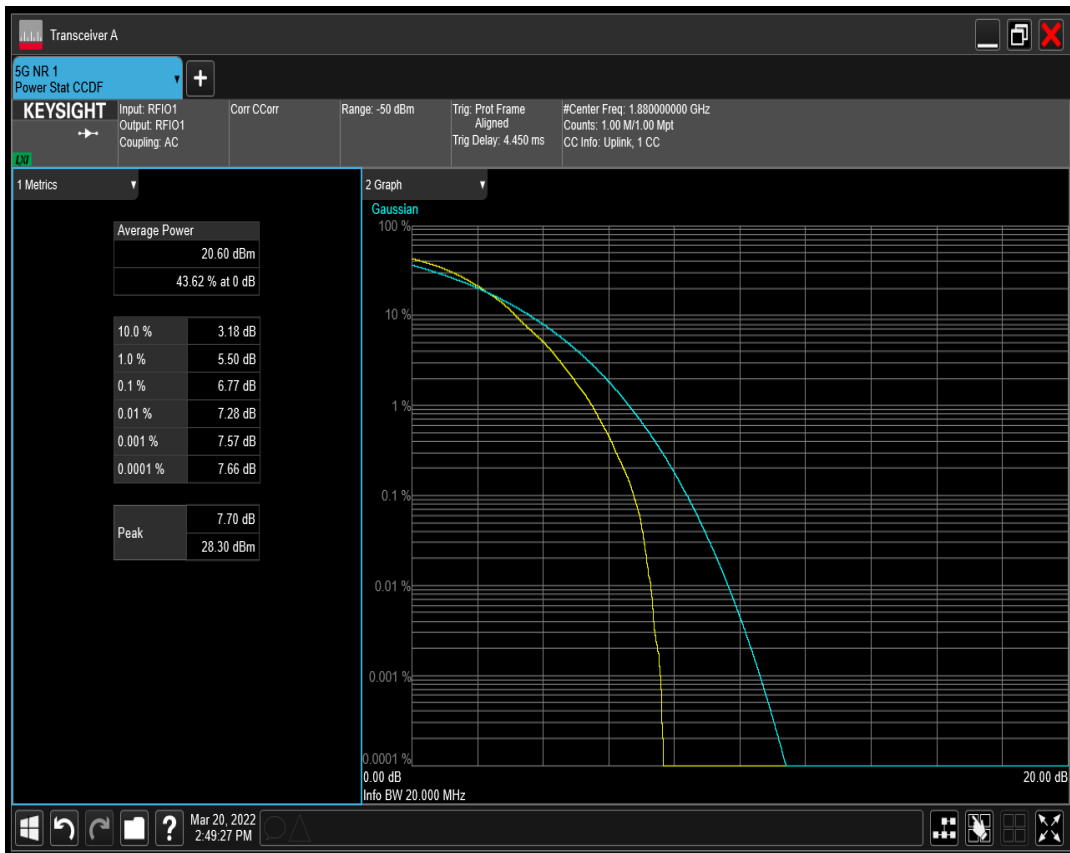 Transceiver A
5G NR 1
Power Stat CCDF
+
KEYSIGHT
LXI
Input: RFIO1
Output: RFIO1
Coupling: AC
Corr CCorr
Range: -50 dBm
Trig: Prot Frame
Aligned
Trig Delay: 4.450 ms
#Center Freq: 1.880000000 GHz
Counts: 1.00 M/1.00 Mpt
CC Info: Uplink, 1 CC
1 Metrics
Average Power
20.60 dBm
43.62 % at 0 dB
10.0 % 3.18 dB
1.0 % 5.50 dB
0.1 % 6.77 dB
0.01 % 7.28 dB
0.001 % 7.57 dB
0.0001 % 7.66 dB
Peak
7.70 dB
28.30 dBm
2 Graph
Gaussian
100 %
10 %
1 %
0.1 %
0.01 %
0.001 %
0.0001 %
0.00 dB 20.00 dB
Info BW 20.000 MHz
?
Mar 20, 2022
2:49:27 PM